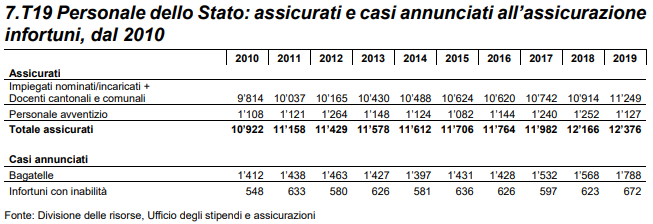 7.T19 Personale dello Stato: assicurati e casi annunciati all'assicurazione
infortuni, dal 2010
2010 2011 2012 2013 2014 2015 2016 2017 2018 2019
Assicurati
Impiegati nominati/incaricati +
Docenti cantonali e comunali 9'814 10'037 10'165 10'430 10'488 10'624 10'620 10'742 10'914 11'249
Personale avventizio 1'108 1'121 1'264 1'148 1'124 1'082 1'144 1'240 1'252 1'127
Totale assicurati 10'922 11'158 11'429 11'578 11'612 11'706 11'764 11'982 12'166 12'376
Casi annunciati
Bagatelle 1'412 1'438 1'463 1'427 1'397 1'431 1'428 1'532 1'568 1'788
Infortuni con inabilità 548 633 580 626 581 636 626 597 623 672
Fonte: Divisione delle risorse, Ufficio degli stipendi e assicurazioni